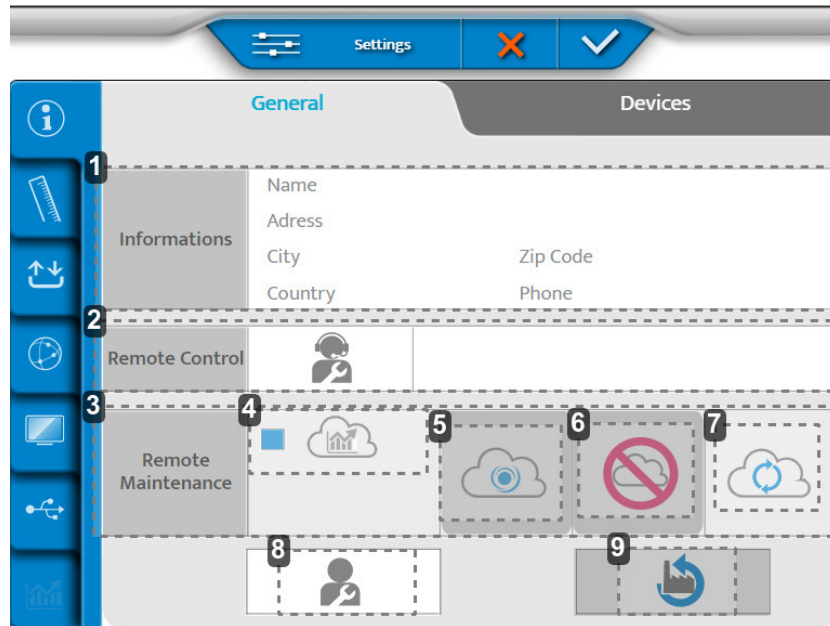 Settings
General
Devices
1
Informations
Name
Adress
City
Zip Code
Country
Phone
2
Remote Control
3
Remote
Maintenance
4
5
6
7
8
9